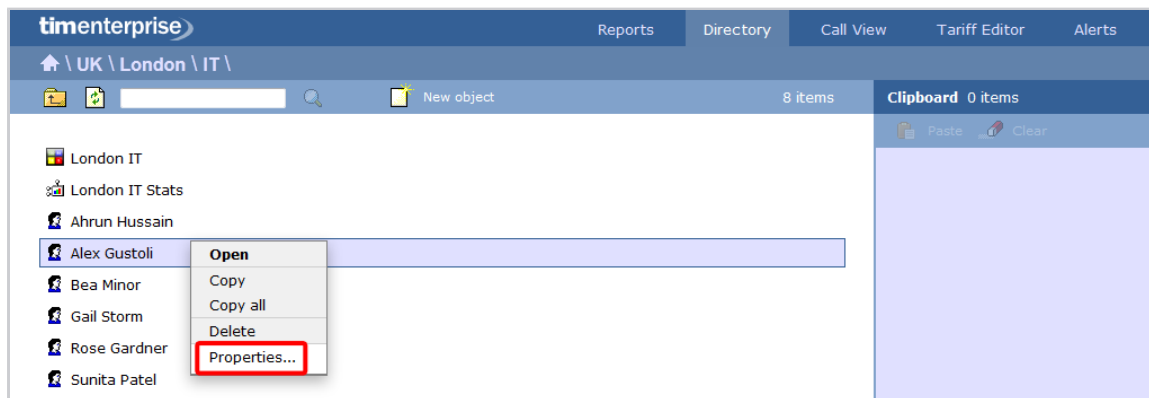 timenterprise
Reports Directory Call View Tariff Editor Alerts
\ UK \ London \ IT \
New object 8 items Clipboard 0 items
Paste Clear
London IT
London IT Stats
Ahrun Hussain
Alex Gustoli
Bea Minor
Gail Storm
Rose Gardner
Sunita Patel
Open
Copy
Copy all
Delete
Properties...